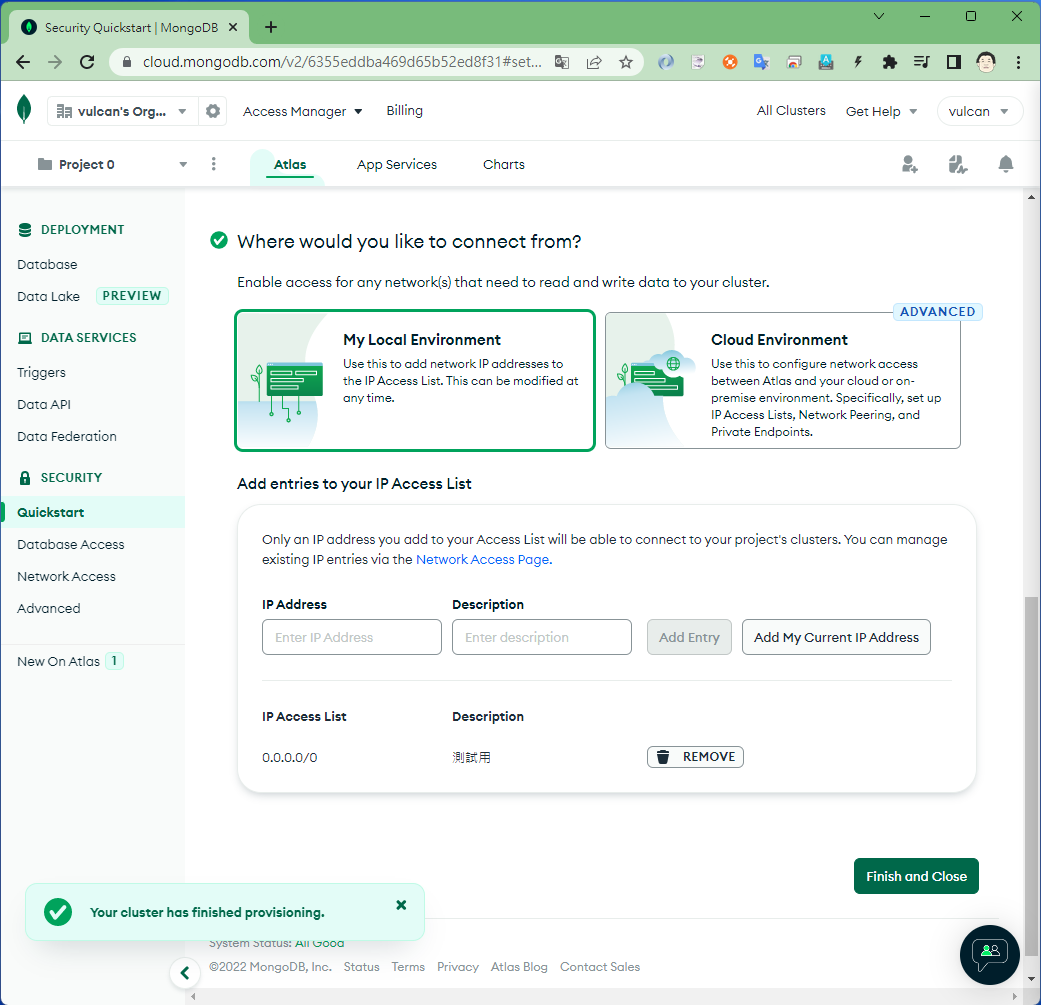 Security Quickstart | MongoDB
cloud.mongodb.com/v2/6355eddba469d65b52ed8f31#set...
vulcan's Org...
Access Manager
Billing
All Clusters
Get Help
vulcan
Project 0
Atlas
App Services
Charts
DEPLOYMENT
Database
Data Lake
PREVIEW
DATA SERVICES
Triggers
Data API
Data Federation
SECURITY
Quickstart
Database Access
Network Access
Advanced
New On Atlas
1
Where would you like to connect from?
Enable access for any network(s) that need to read and write data to your cluster.
My Local Environment
Use this to add network IP addresses to
the IP Access List. This can be modified at
any time.
ADVANCED
Cloud Environment
Use this to configure network access
between Atlas and your cloud or on-
premise environment. Specifically, set up
IP Access Lists, Network Peering, and
Private Endpoints.
Add entries to your IP Access List
Only an IP address you add to your Access List will be able to connect to your project's clusters. You can manage
existing IP entries via the Network Access Page.
IP Address
Description
Enter IP Address
Enter description
Add Entry
Add My Current IP Address
IP Access List
Description
0.0.0.0/0
測試用
REMOVE
Finish and Close
Your cluster has finished provisioning.
System Status: All Good
©2022 MongoDB, Inc.
Status
Terms
Privacy
Atlas Blog
Contact Sales